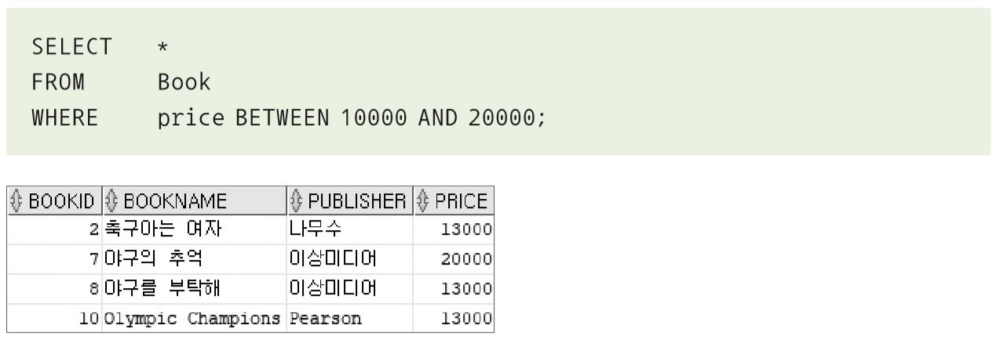 SELECT *
FROM Book
WHERE price BETWEEN 10000 AND 20000;
BOOKID BOOKNAME PUBLISHER PRICE
2 축구아는 여자 나무수 13000
7 야구의 추억 이상미디어 20000
8 야구를 부탁해 이상미디어 13000
10 Olympic Champions Pearson 13000